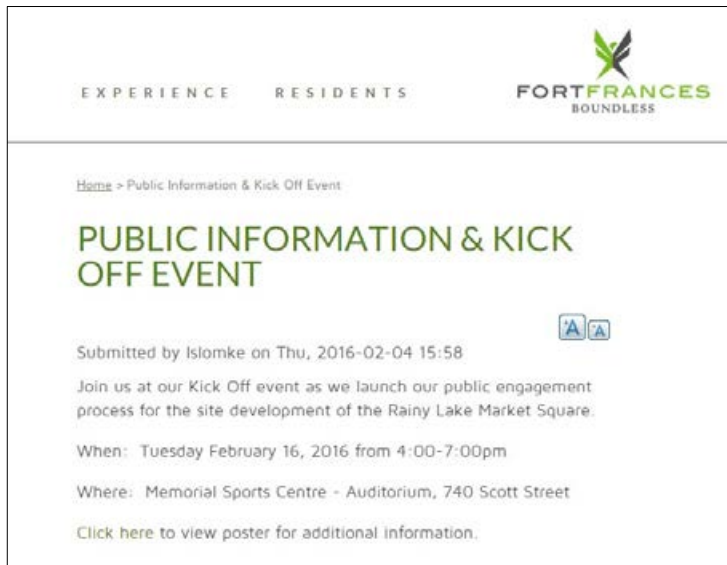 EXPERIENCE RESIDENTS
FORTFRANCES
BOUNDLESS
Home > Public Information & Kick Off Event
PUBLIC INFORMATION & KICK
OFF EVENT
A A
Submitted by lslomke on Thu, 2016-02-04 15:58
Join us at our Kick Off event as we launch our public engagement
process for the site development of the Rainy Lake Market Square.
When: Tuesday February 16, 2016 from 4:00-7:00pm
Where: Memorial Sports Centre - Auditorium, 740 Scott Street
Click here to view poster for additional information.